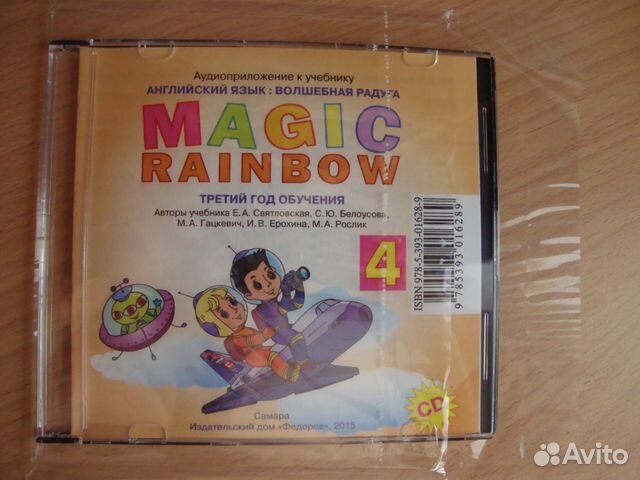 Аудиоприложение к учебнику
АНГЛИЙСКИЙ ЯЗЫК : ВОЛШЕБНАЯ РАДУГА
MAGIC
RAINBOW
ТРЕТИЙ ГОД ОБУЧЕНИЯ
Авторы учебника Е.А. Святловская, С.Ю. Белоусова,
М.А. Гацкевич, И.В. Ерохина, М.А. Рослик
4
ISBN 978-5-393-01628-9
9 785393 016289
CD
Самара
Издательский дом «Федоров», 2015
Avito